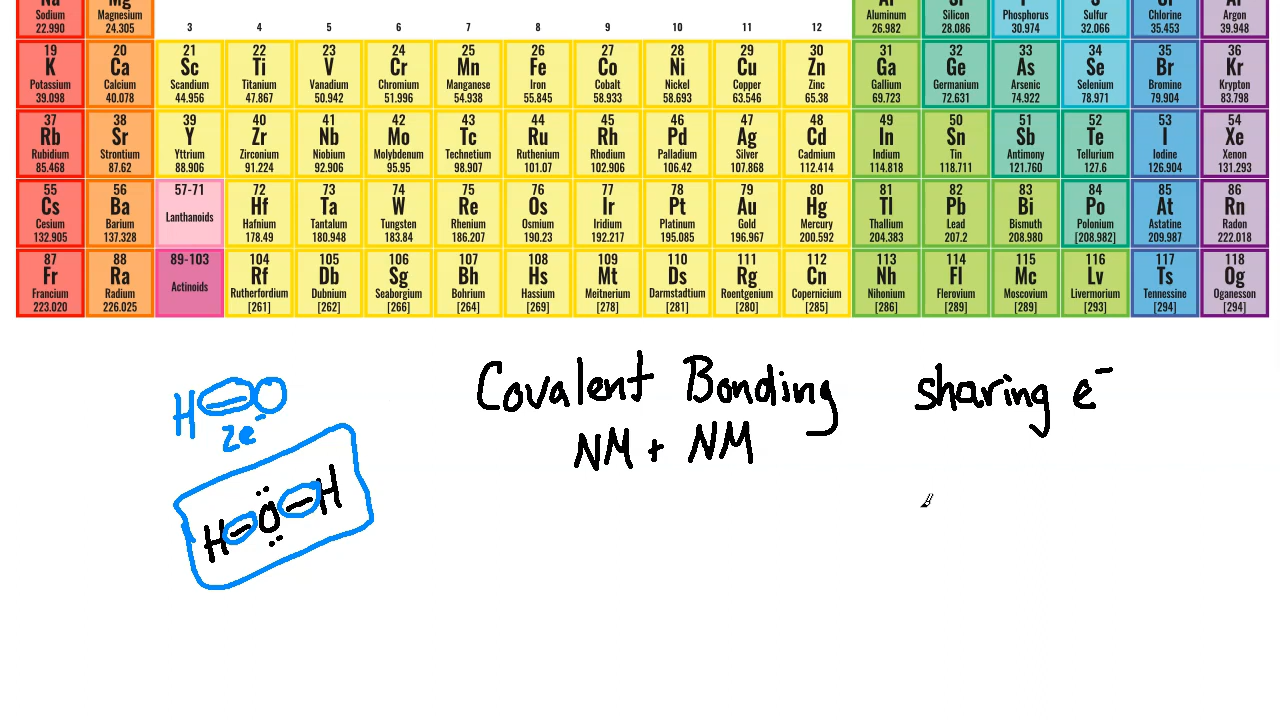 Na Mg Al Si P S Cl Ar
Sodium Magnesium Aluminum Silicon Phosphorus Sulfur Chlorine Argon
22.990 24.305 3 4 5 6 7 8 9 10 11 12 26.982 28.086 30.974 32.066 35.453 39.948
19 20 21 22 23 24 25 26 27 28 29 30 31 32 33 34 35 36
K Ca Sc Ti V Cr Mn Fe Co Ni Cu Zn Ga Ge As Se Br Kr
Potassium Calcium Scandium Titanium Vanadium Chromium Manganese Iron Cobalt Nickel Copper Zinc Gallium Germanium Arsenic Selenium Bromine Krypton
39.098 40.078 44.956 47.867 50.942 51.996 54.938 55.845 58.933 58.693 63.546 65.38 69.723 72.631 74.922 78.971 79.904 83.798
37 38 39 40 41 42 43 44 45 46 47 48 49 50 51 52 53 54
Rb Sr Y Zr Nb Mo Tc Ru Rh Pd Ag Cd In Sn Sb Te I Xe
Rubidium Strontium Yttrium Zirconium Niobium Molybdenum Technetium Ruthenium Rhodium Palladium Silver Cadmium Indium Tin Antimony Tellurium Iodine Xenon
85.468 87.62 88.906 91.224 92.906 95.95 98.907 101.07 102.906 106.42 107.868 112.414 114.818 118.711 121.760 127.6 126.904 131.293
55 56 57-71 72 73 74 75 76 77 78 79 80 81 82 83 84 85 86
Cs Ba Hf Ta W Re Os Ir Pt Au Hg Tl Pb Bi Po At Rn
Cesium Barium Lanthanoids Hafnium Tantalum Tungsten Rhenium Osmium Iridium Platinum Gold Mercury Thallium Lead Bismuth Polonium Astatine Radon
132.905 137.328 178.49 180.948 183.84 186.207 190.23 192.217 195.085 196.967 200.592 204.383 207.2 208.980 [208.982] 209.987 222.018
87 88 89-103 104 105 106 107 108 109 110 111 112 113 114 115 116 117 118
Fr Ra Rf Db Sg Bh Hs Mt Ds Rg Cn Nh Fl Mc Lv Ts Og
Francium Radium Actinoids Rutherfordium Dubnium Seaborgium Bohrium Hassium Meitnerium Darmstadtium Roentgenium Copernicium Nihonium Flerovium Moscovium Livermorium Tennessine Oganesson
223.020 226.025 [261] [262] [266] [264] [269] [278] [281] [280] [285] [286] [289] [289] [293] [294] [294]
Covalent Bonding sharing e⁻
NM + NM
H=O
2e⁻
H–Ö–H